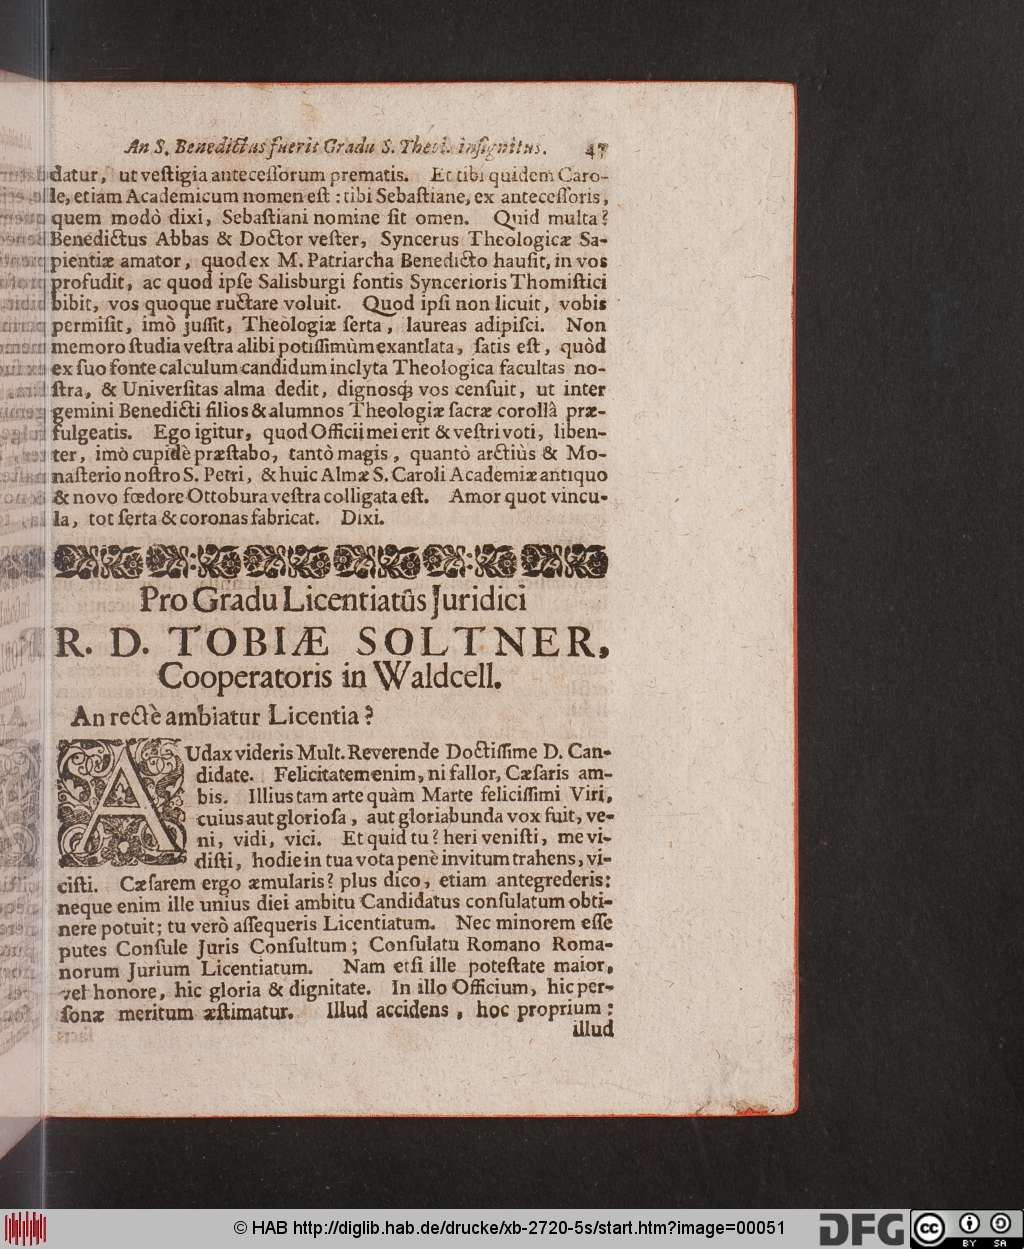 An S. Benedictus fuerit Gradu S. Theol. insignitus. 47
datur, ut veſtigia anteceſſorum prematis. Et tibi quidem Caro-
le, etiam Academicum nomen eſt : tibi Sebaſtiane, ex anteceſſoris,
quem modò dixi, Sebaſtiani nomine ſit omen. Quid multa?
Benedictus Abbas & Doctor veſter, Syncerus Theologicæ Sa-
pientiæ amator, quod ex M. Patriarcha Benedicto hauſit, in vos
profudit, ac quod ipſe Salisburgi fontis Syncerioris Thomiſtici
bibit, vos quoque ructare voluit. Quod ipſi non licuit, vobis
permiſit, imò juſſit, Theologiæ ſerta, laureas adipiſci. Non
memoro ſtudia veſtra alibi potiſſimùm exantlata, ſatis eſt, quòd
ex ſuo fonte calculum candidum inclyta Theologica facultas no-
ſtra, & Univerſitas alma dedit, dignosq́; vos cenſuit, ut inter
gemini Benedicti filios & alumnos Theologiæ ſacræ corollâ præ-
fulgeatis. Ego igitur, quod Officii mei erit & veſtri voti, liben-
ter, imò cupidè præſtabo, tantò magis, quantò arctiùs & Mo-
naſterio noſtro S. Petri, & huic Almæ S. Caroli Academiæ antiquo
& novo fœdore Ottobura veſtra colligata eſt. Amor quot vincu-
la, tot ſerta & coronas fabricat. Dixi.
Pro Gradu Licentiatûs Juridici
R. D. TOBIÆ SOLTNER,
Cooperatoris in Waldcell.
An rectè ambiatur Licentia?
AUdax videris Mult. Reverende Doctiſſime D. Can-
didate. Felicitatem enim, ni fallor, Cæſaris am-
bis. Illius tam arte quàm Marte feliciſſimi Viri,
cuius aut glorioſa, aut gloriabunda vox fuit, ve-
ni, vidi, vici. Et quid tu? heri veniſti, me vi-
diſti, hodie in tua vota penè invitum trahens, vi-
ciſti. Cæſarem ergo æmularis? plus dico, etiam antegrederis:
neque enim ille unius diei ambitu Candidatus conſulatum obti-
nere potuit; tu verò aſſequeris Licentiatum. Nec minorem eſſe
putes Conſule Juris Conſultum; Conſulatu Romano Roma-
norum Jurium Licentiatum. Nam etſi ille poteſtate maior,
vel honore, hic gloria & dignitate. In illo Officium, hic per-
ſonæ meritum æſtimatur. Illud accidens, hoc proprium:
illud
© HAB http://diglib.hab.de/drucke/xb-2720-5s/start.htm?image=00051
DFG
cc
BY SA